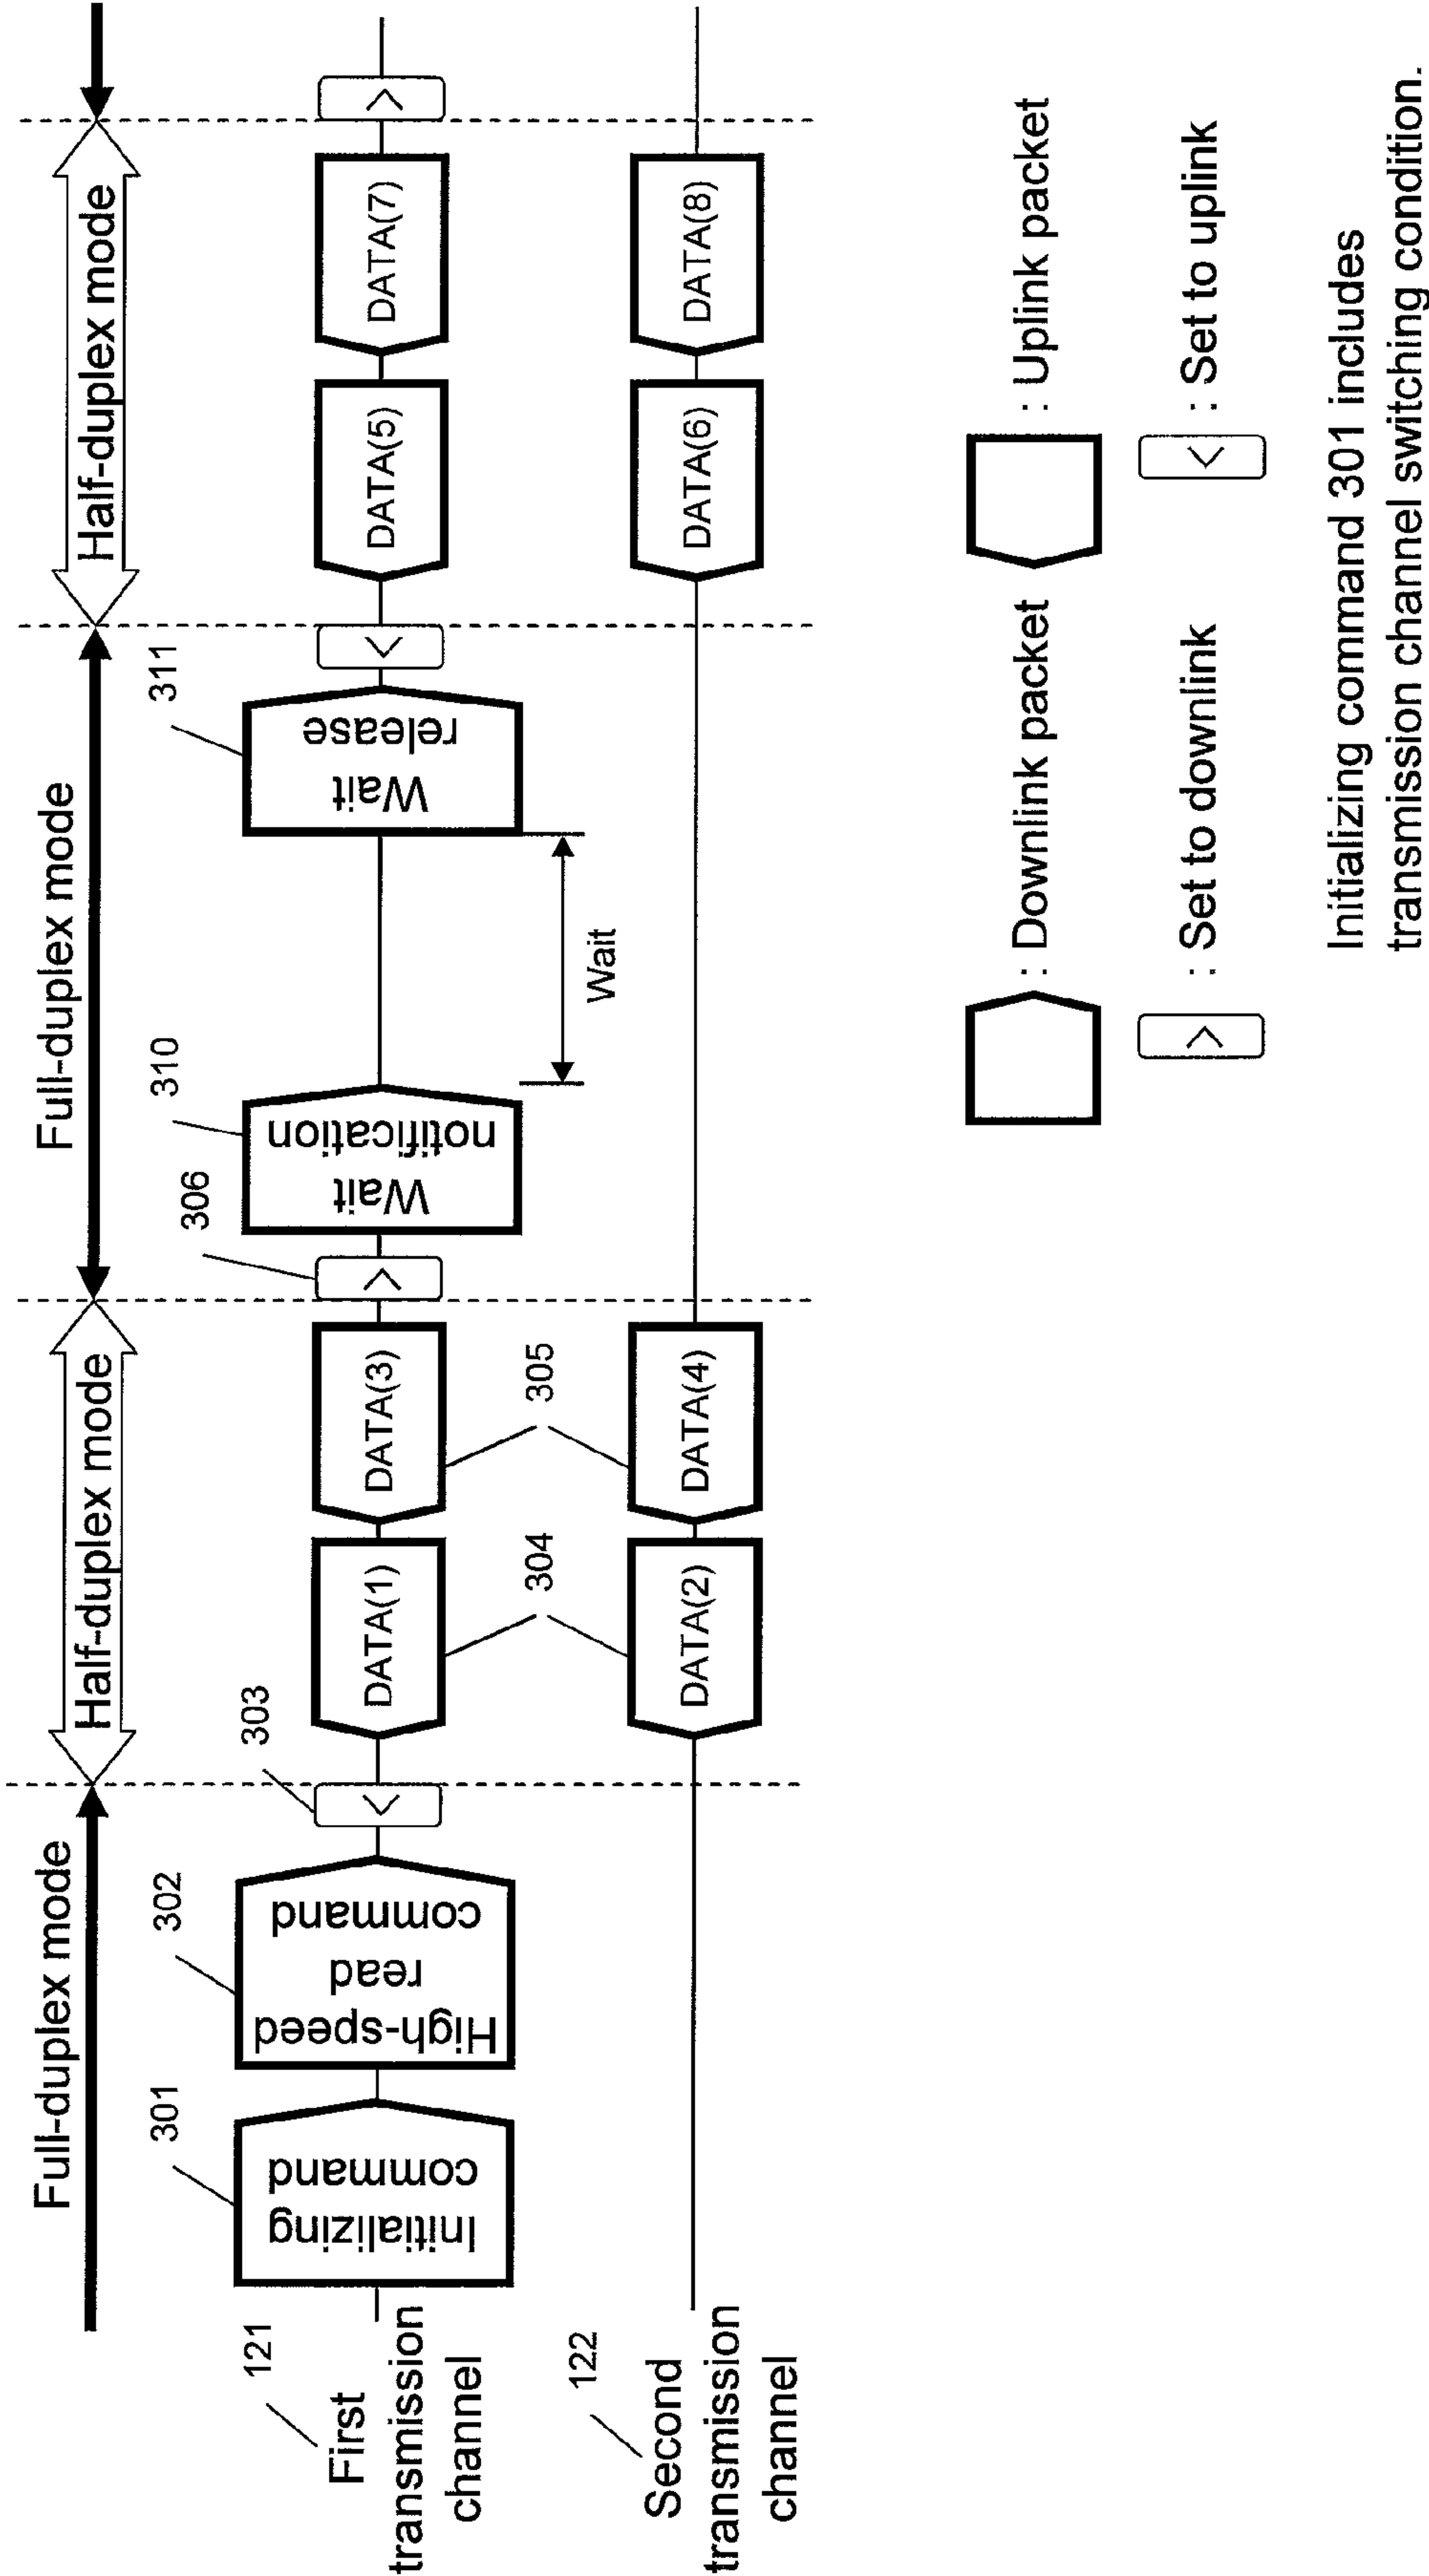 Full-duplex mode
Half-duplex mode
Full-duplex mode
Half-duplex mode
121
First
transmission
channel
301
Initializing
command
302
High-speed
read
command
303
DATA(1)
DATA(3)
306
310
Wait
notification
Wait
311
Wait
release
DATA(5)
DATA(7)
304
305
122
Second
transmission
channel
DATA(2)
DATA(4)
DATA(6)
DATA(8)
: Downlink packet
: Uplink packet
: Set to downlink
: Set to uplink
Initializing command 301 includes
transmission channel switching condition.